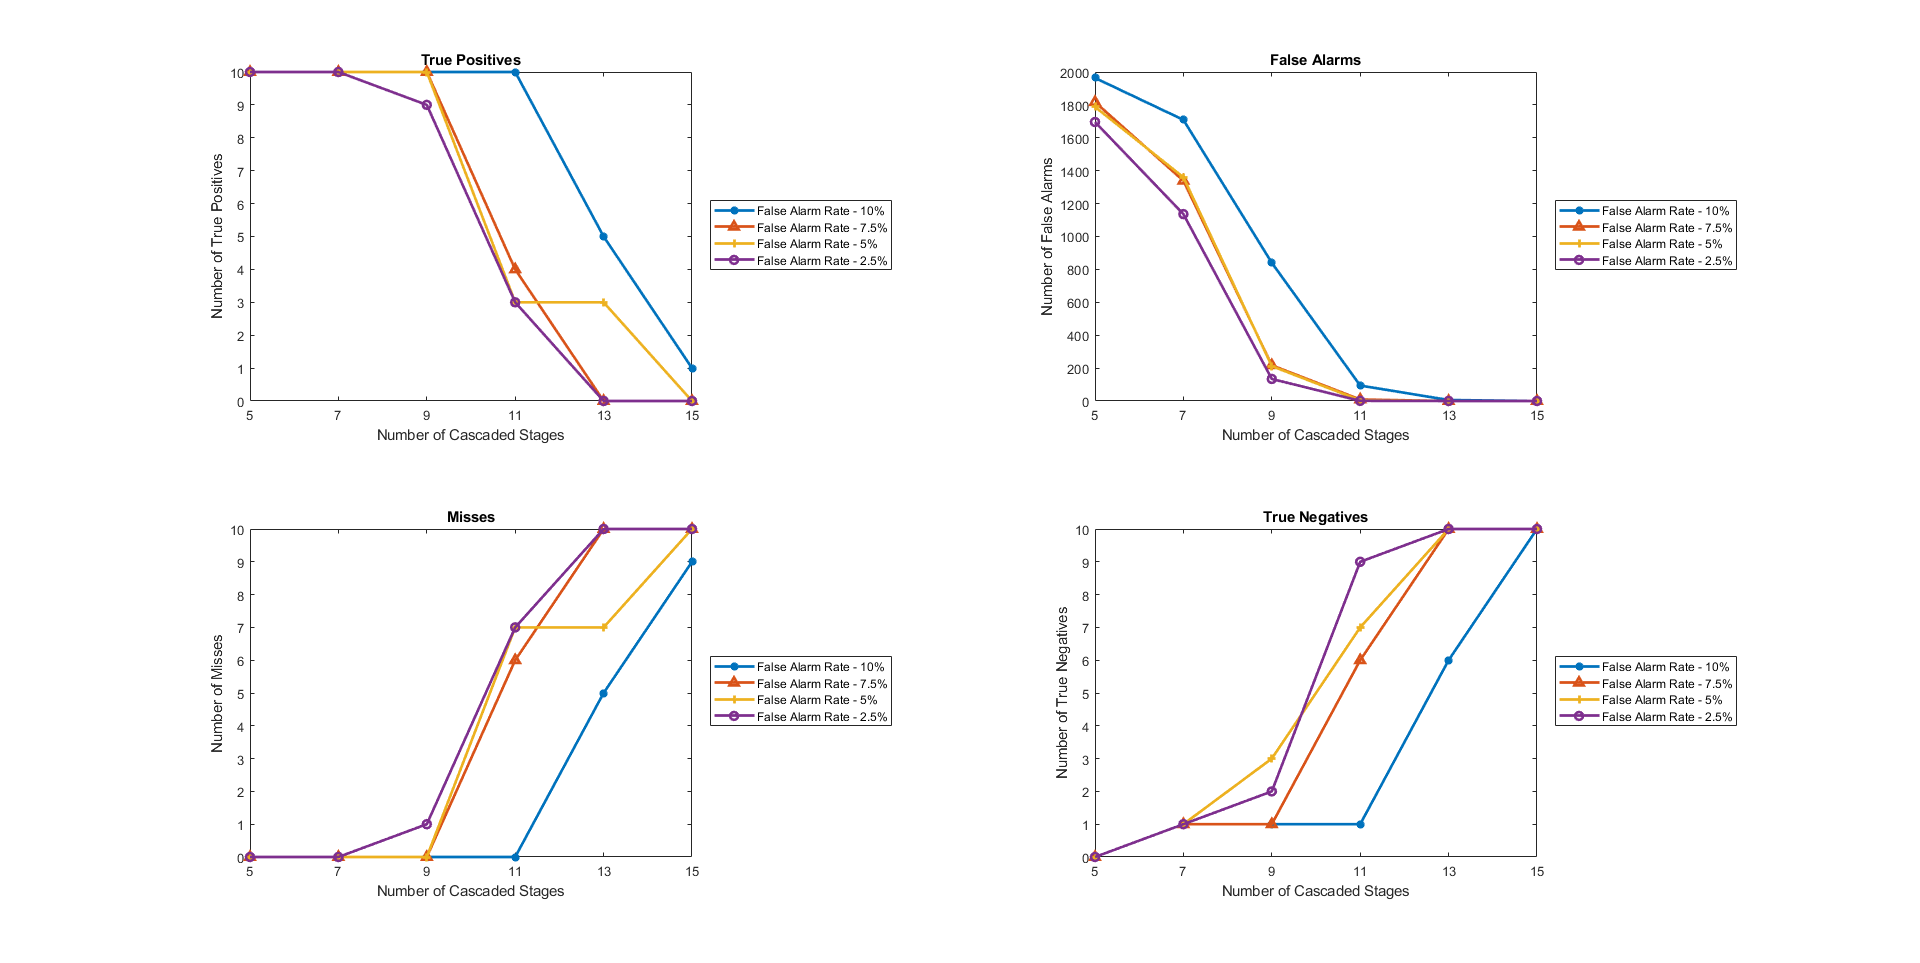 True Positives
10
9
8
7
6
5
4
3
2
1
0
Number of True Positives
5 7 9 11 13 15
Number of Cascaded Stages
False Alarm Rate - 10%
False Alarm Rate - 7.5%
False Alarm Rate - 5%
False Alarm Rate - 2.5%
False Alarms
2000
1800
1600
1400
1200
1000
800
600
400
200
0
Number of False Alarms
5 7 9 11 13 15
Number of Cascaded Stages
False Alarm Rate - 10%
False Alarm Rate - 7.5%
False Alarm Rate - 5%
False Alarm Rate - 2.5%
Misses
10
9
8
7
6
5
4
3
2
1
0
Number of Misses
5 7 9 11 13 15
Number of Cascaded Stages
False Alarm Rate - 10%
False Alarm Rate - 7.5%
False Alarm Rate - 5%
False Alarm Rate - 2.5%
True Negatives
10
9
8
7
6
5
4
3
2
1
0
Number of True Negatives
5 7 9 11 13 15
Number of Cascaded Stages
False Alarm Rate - 10%
False Alarm Rate - 7.5%
False Alarm Rate - 5%
False Alarm Rate - 2.5%